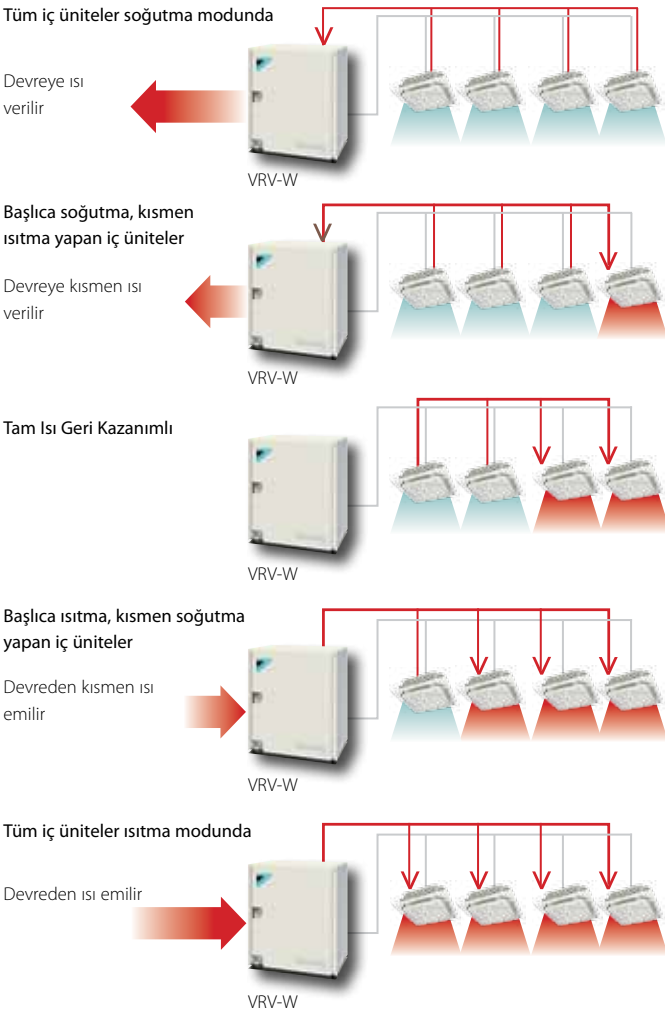 Tüm iç üniteler soğutma modunda
Devreye ısı
verilir
VRV-W
Başlıca soğutma, kısmen
ısıtma yapan iç üniteler
Devreye kısmen ısı
verilir
VRV-W
Tam Isı Geri Kazanımlı
VRV-W
Başlıca ısıtma, kısmen soğutma
yapan iç üniteler
Devreden kısmen ısı
emilir
VRV-W
Tüm iç üniteler ısıtma modunda
Devreden ısı emilir
VRV-W